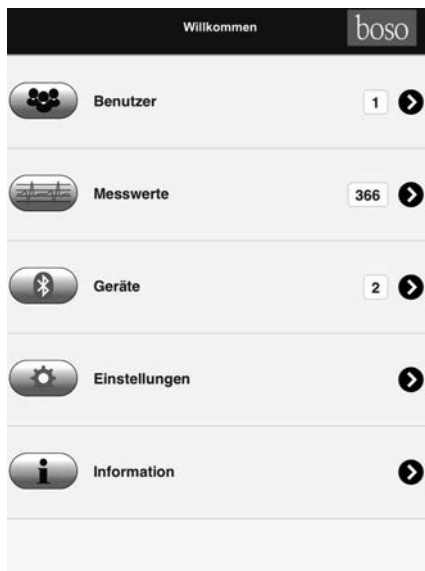 Willkommen
boso
Benutzer 1
Messwerte 366
Geräte 2
Einstellungen
Information